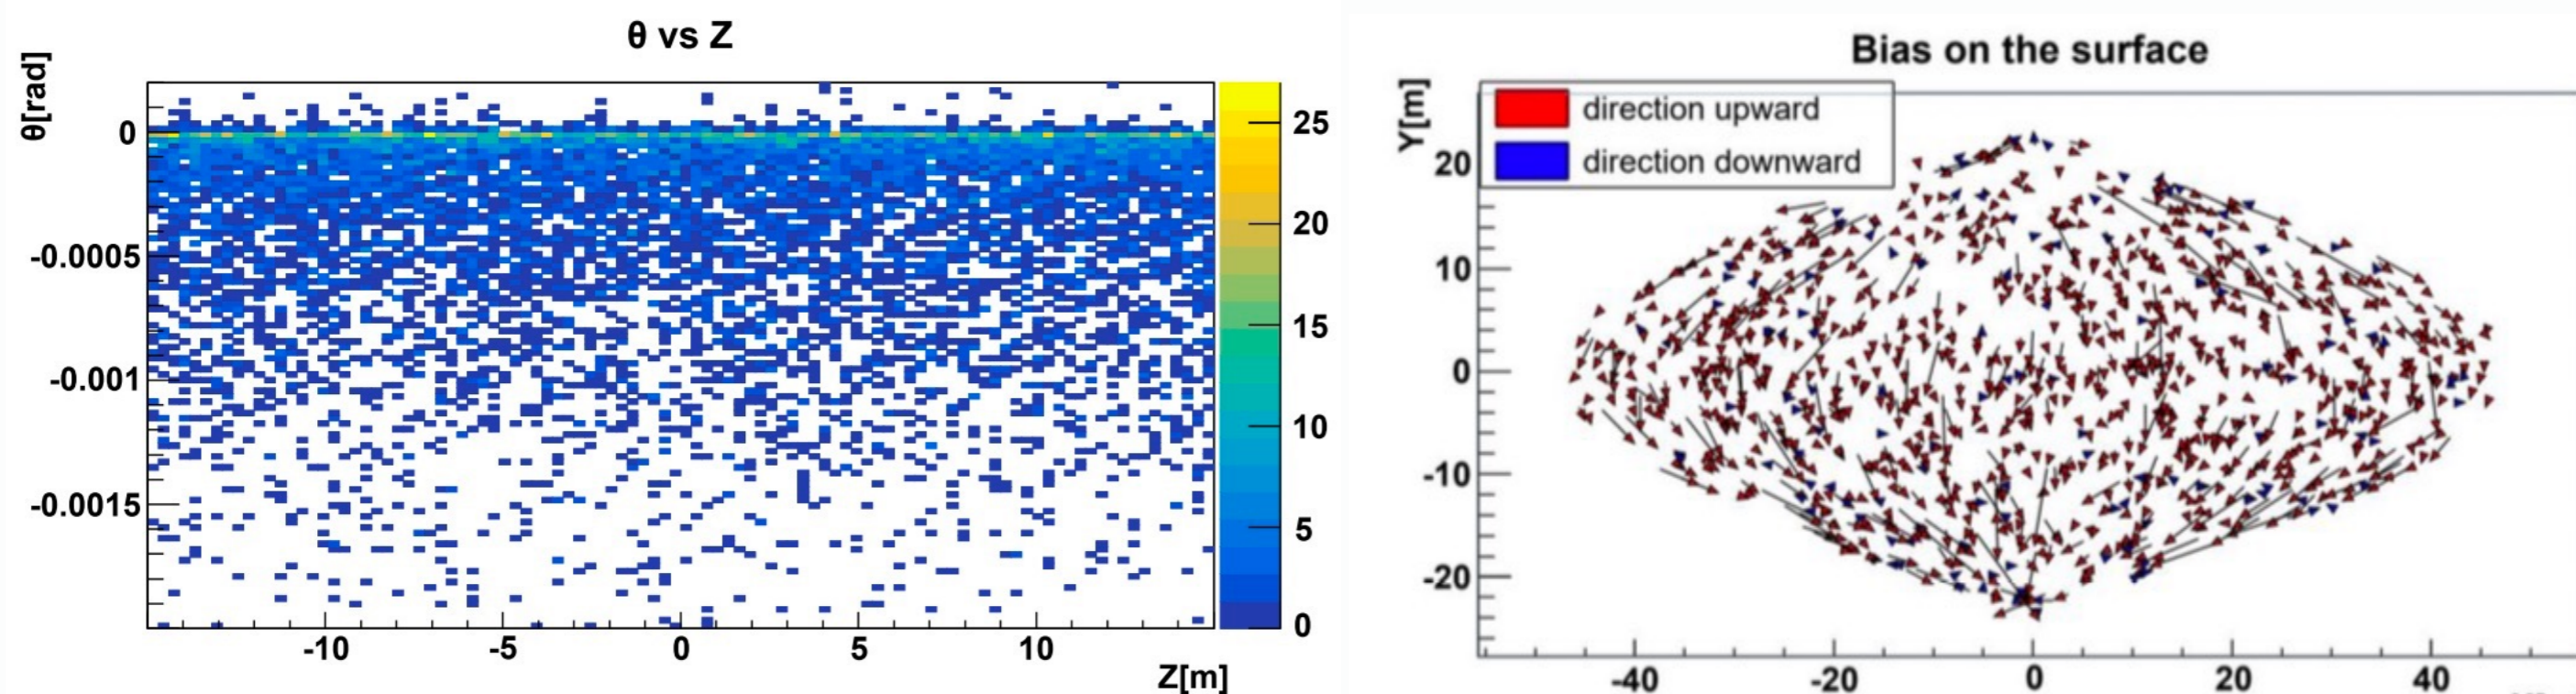 θ vs Z
θ[rad]
0
-0.0005
-0.001
-0.0015
-10 -5 0 5 10
Z[m]
25
20
15
10
5
0
Bias on the surface
Y[m]
direction upward
direction downward
20
10
0
-10
-20
-40 -20 0 20 40